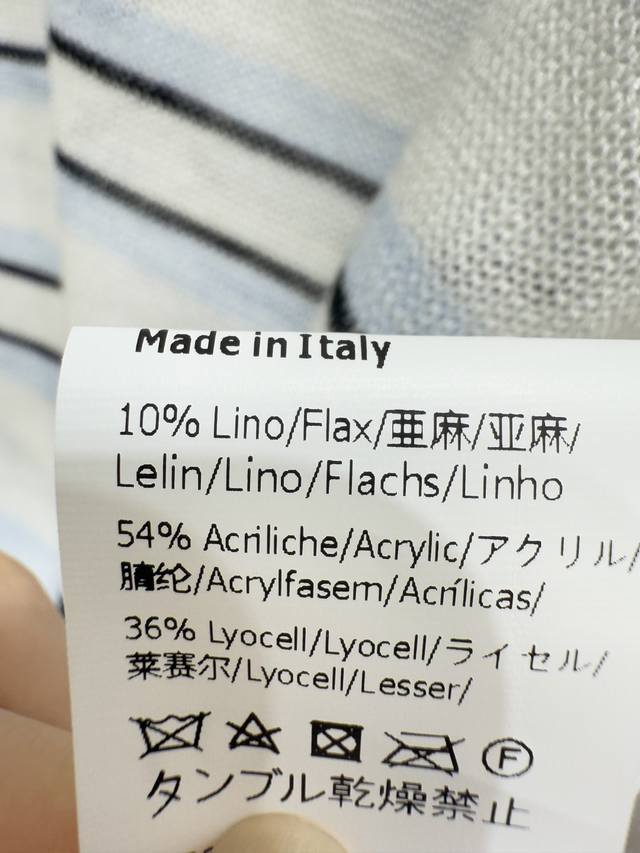 Made in Italy
10% Lino/Flax/亜麻/亚麻/
Lelin/Lino/Flachs/Linho
54% Acriliche/Acrylic/アクリル/
腈纶/Acrylfasern/Acrílicas/
36% Lyocell/Lyocell/ライセル/
莱赛尔/Lyocell/Lesser/
F
タンブル乾燥禁止